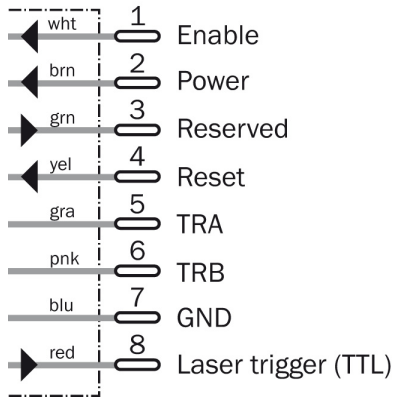 wht 1 Enable
brn 2 Power
grn 3 Reserved
yel 4 Reset
gra 5 TRA
pnk 6 TRB
blu 7 GND
red 8 Laser trigger (TTL)